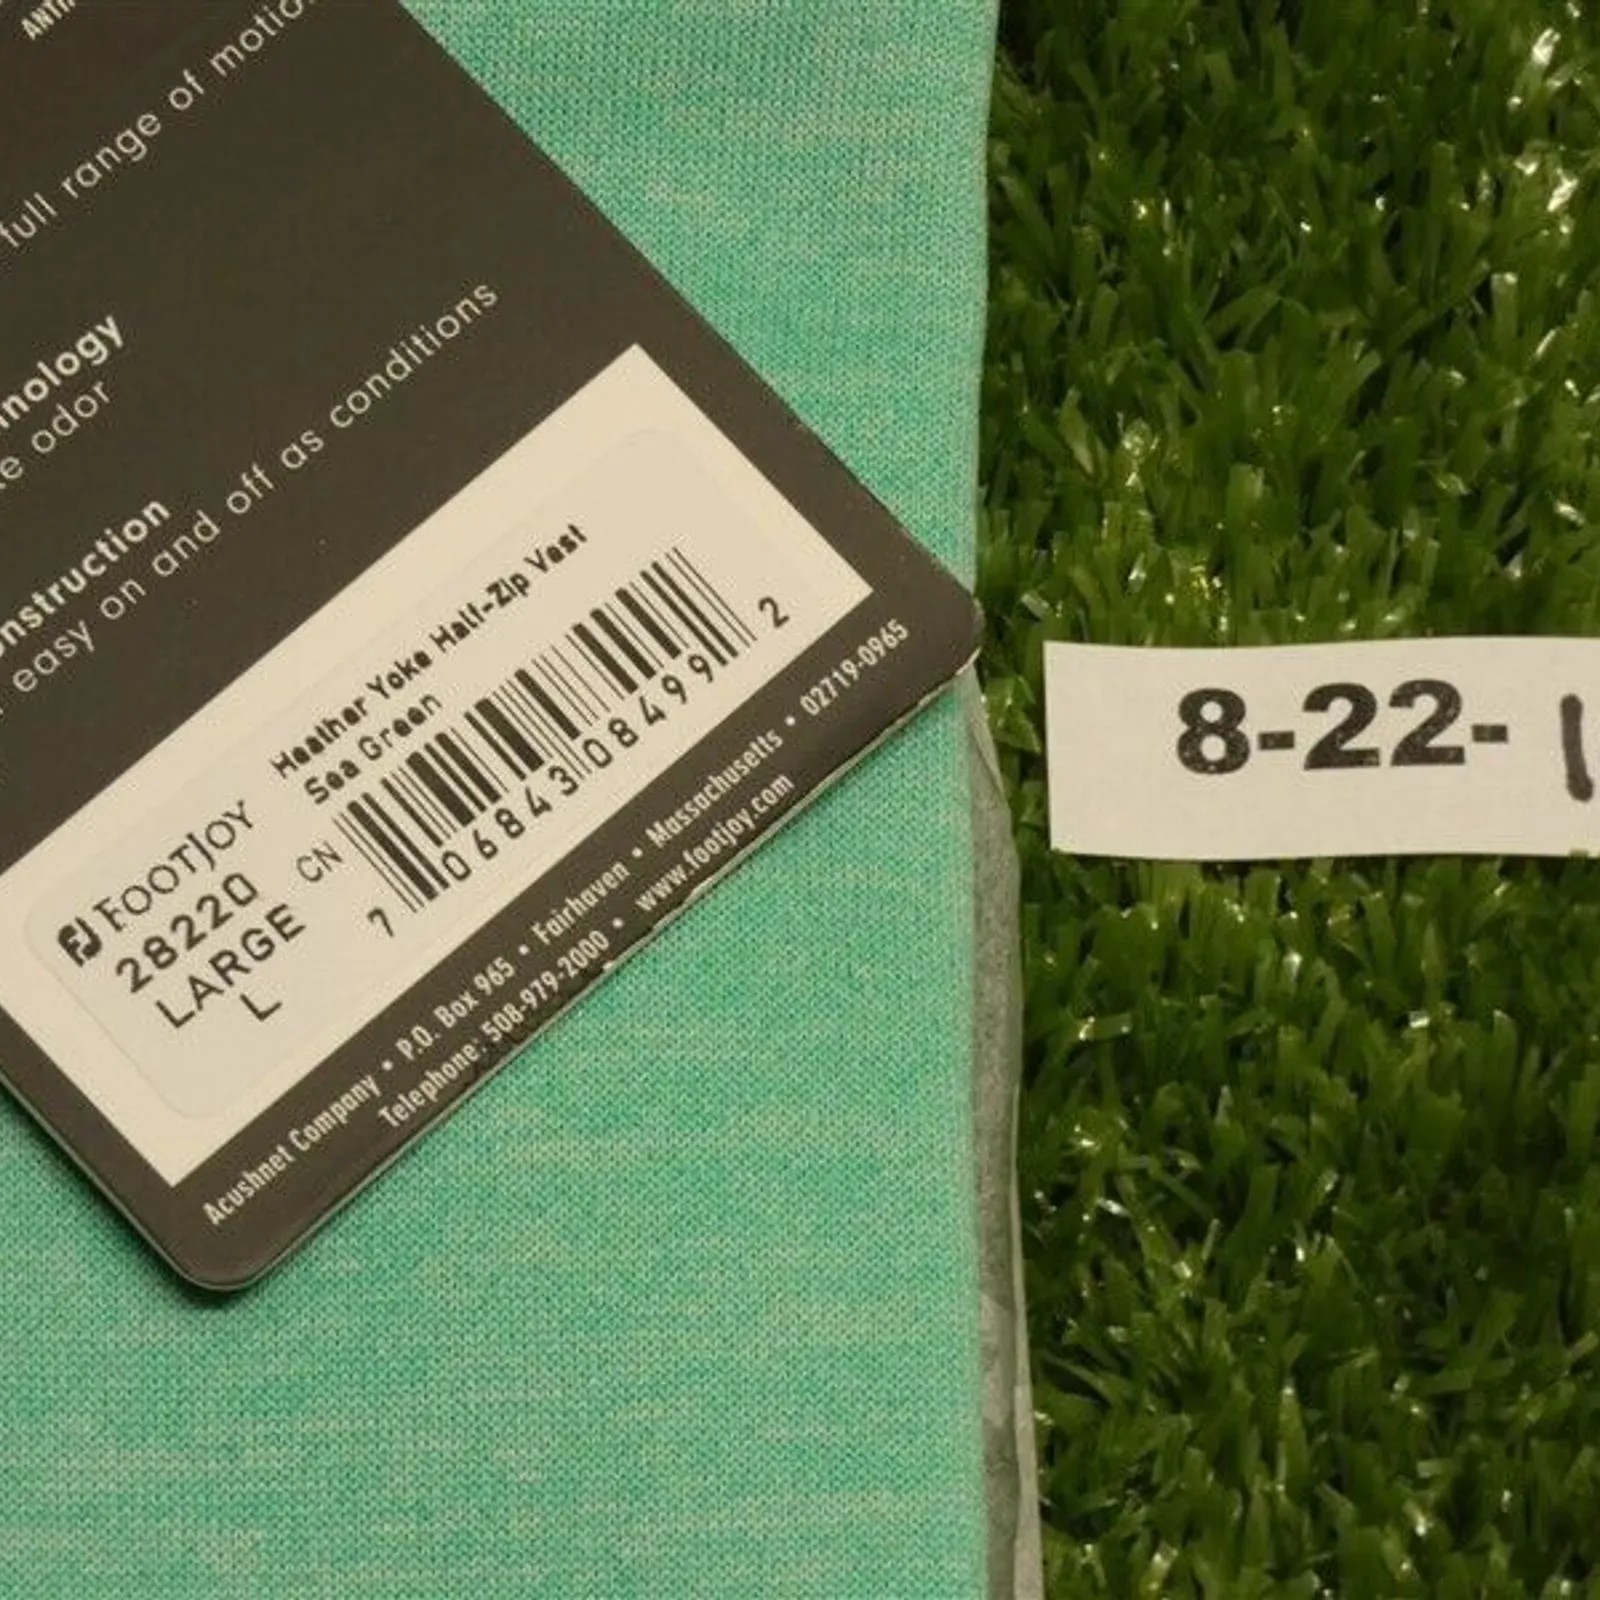 full range of motio
nology
e odor
nstruction
easy on and off as conditions
Heather Yoke Half-Zip Vest
Sea Green
FJ FOOTJOY
28220
LARGE
L
CN
7 06843 08499 2
Acushnet Company • P.O. Box 965 • Fairhaven • Massachusetts • 02719-0965
Telephone: 508-979-2000 • www.footjoy.com
8-22-1